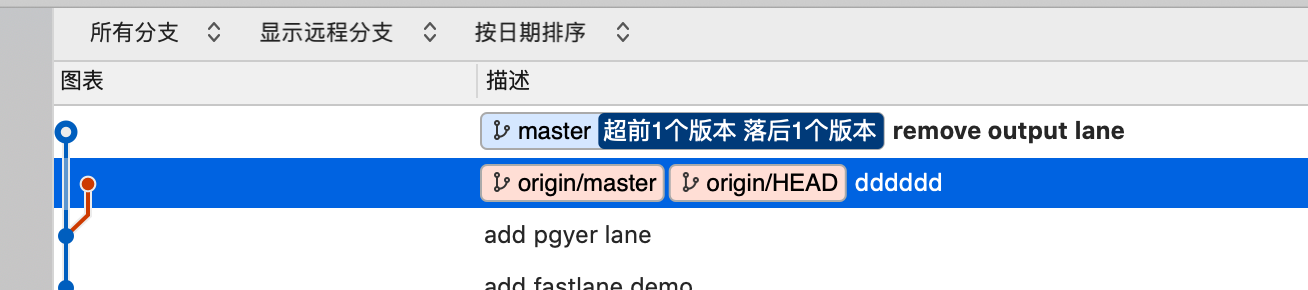 所有分支 显示远程分支 按日期排序
图表 描述
master 超前1个版本 落后1个版本 remove output lane
origin/master origin/HEAD dddddd
add pgyer lane
add fastlane demo